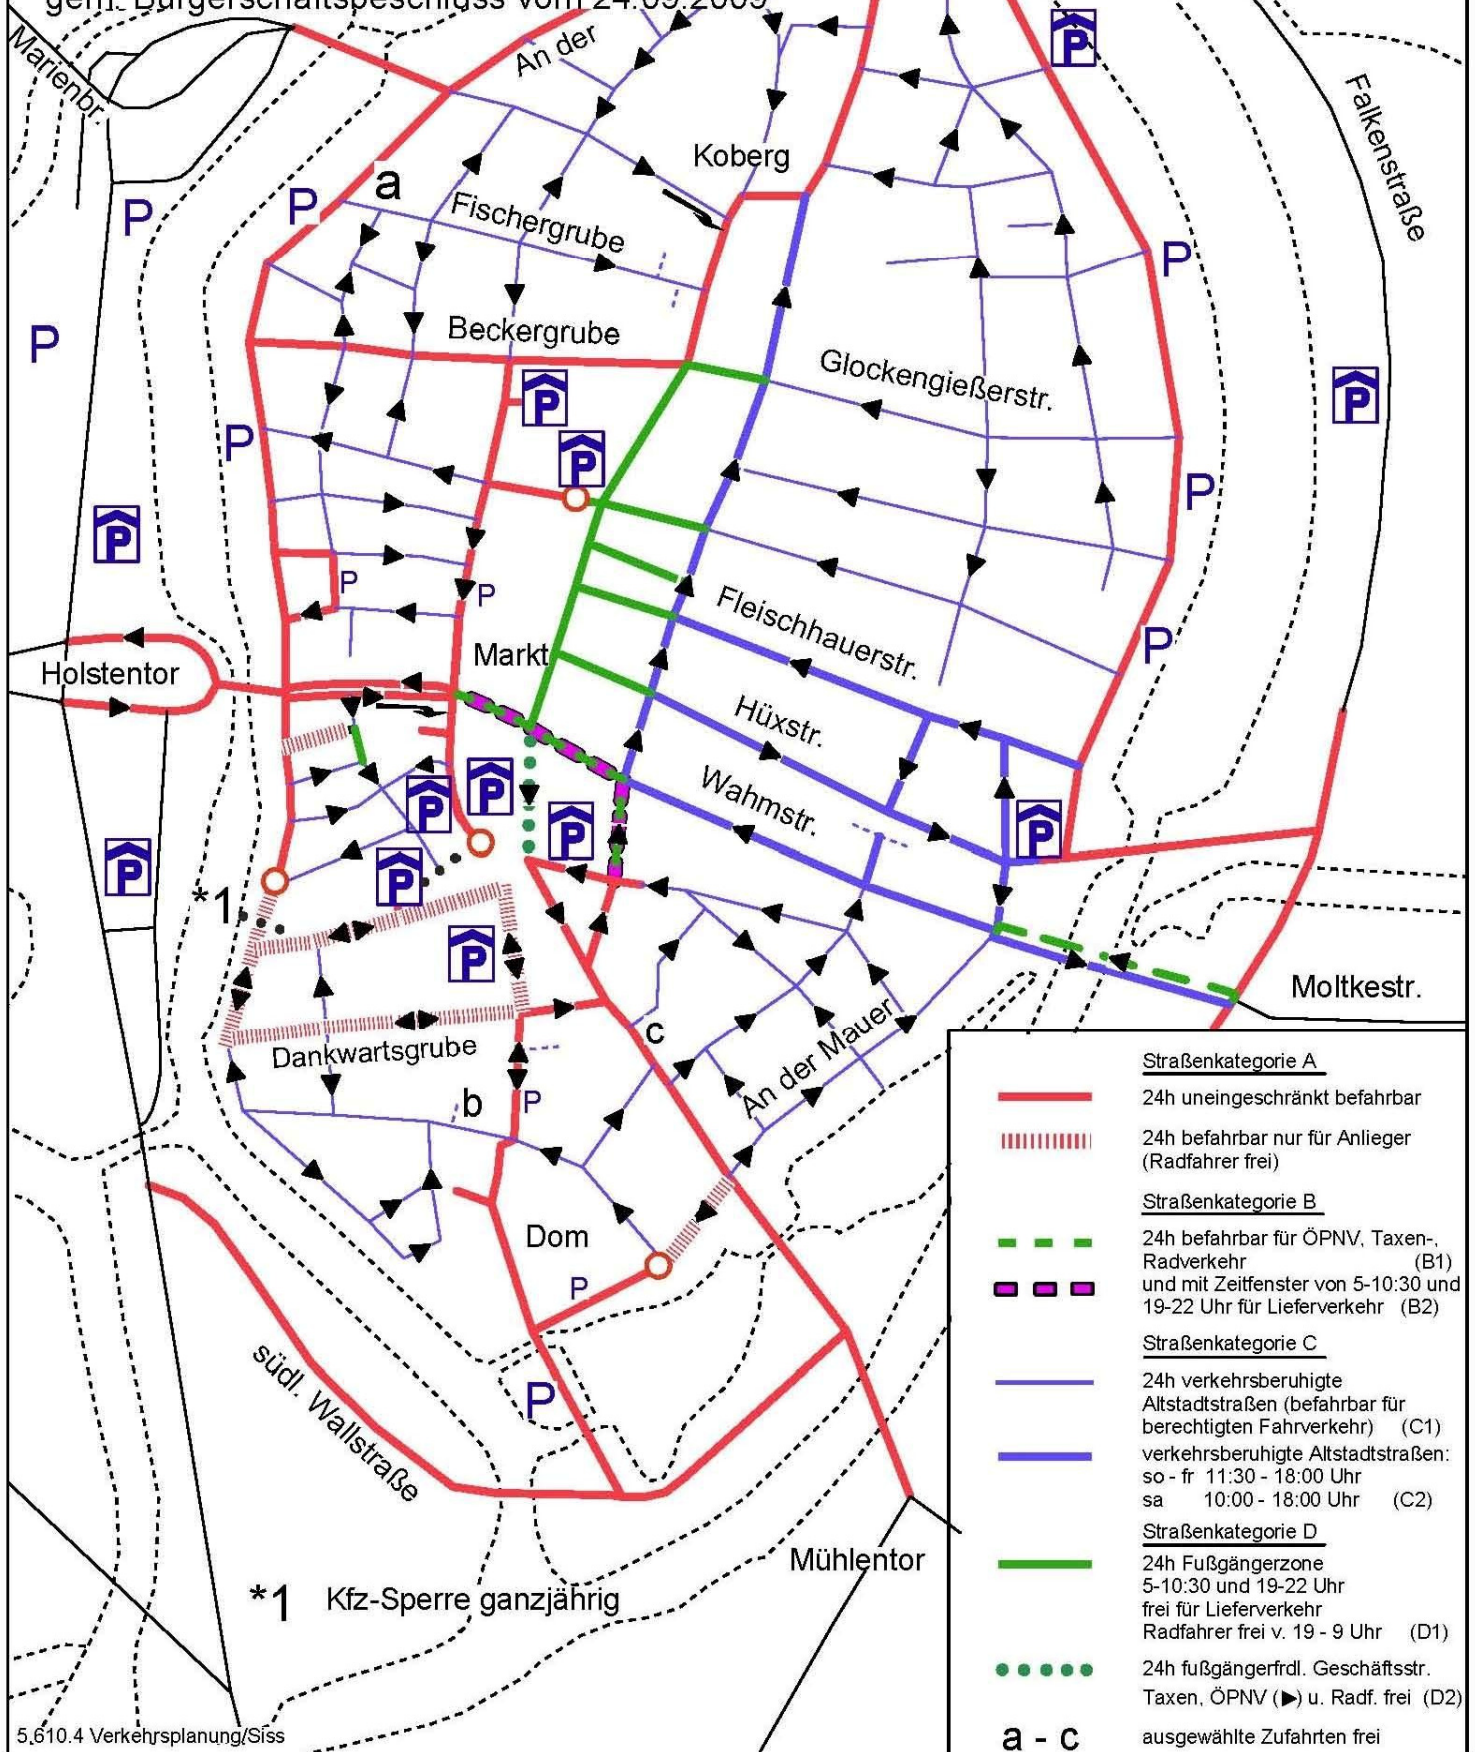 gem. Bürgerschaftsbeschluss vom 24.09.2009
Marienbr.
An der
Falkenstraße
P
Koberg
a
P
P
Fischergrube
P
P
Beckergrube
Glockengießerstr.
P
P
P
P
P
P
P
P
P
Fleischhauerstr.
P
Markt
Holstentor
Hüxstr.
Wahmstr.
P
P
P
P
P
P
*1
P
Moltkestr.
c
An der Mauer
Dankwartsgrube
b
P
Dom
P
P
südl. Wallstraße
Mühlentor
*1 Kfz-Sperre ganzjährig
5,610.4 Verkehrsplanung/Siss
Straßenkategorie A
24h uneingeschränkt befahrbar
24h befahrbar nur für Anlieger
(Radfahrer frei)
Straßenkategorie B
24h befahrbar für ÖPNV, Taxen-,
Radverkehr (B1)
und mit Zeitfenster von 5-10:30 und
19-22 Uhr für Lieferverkehr (B2)
Straßenkategorie C
24h verkehrsberuhigte
Altstadtstraßen (befahrbar für
berechtigten Fahrverkehr) (C1)
verkehrsberuhigte Altstadtstraßen:
so - fr 11:30 - 18:00 Uhr
sa 10:00 - 18:00 Uhr (C2)
Straßenkategorie D
24h Fußgängerzone
5-10:30 und 19-22 Uhr
frei für Lieferverkehr
Radfahrer frei v. 19 - 9 Uhr (D1)
24h fußgängerfrdl. Geschäftsstr.
Taxen, ÖPNV (▶) u. Radf. frei (D2)
a - c ausgewählte Zufahrten frei